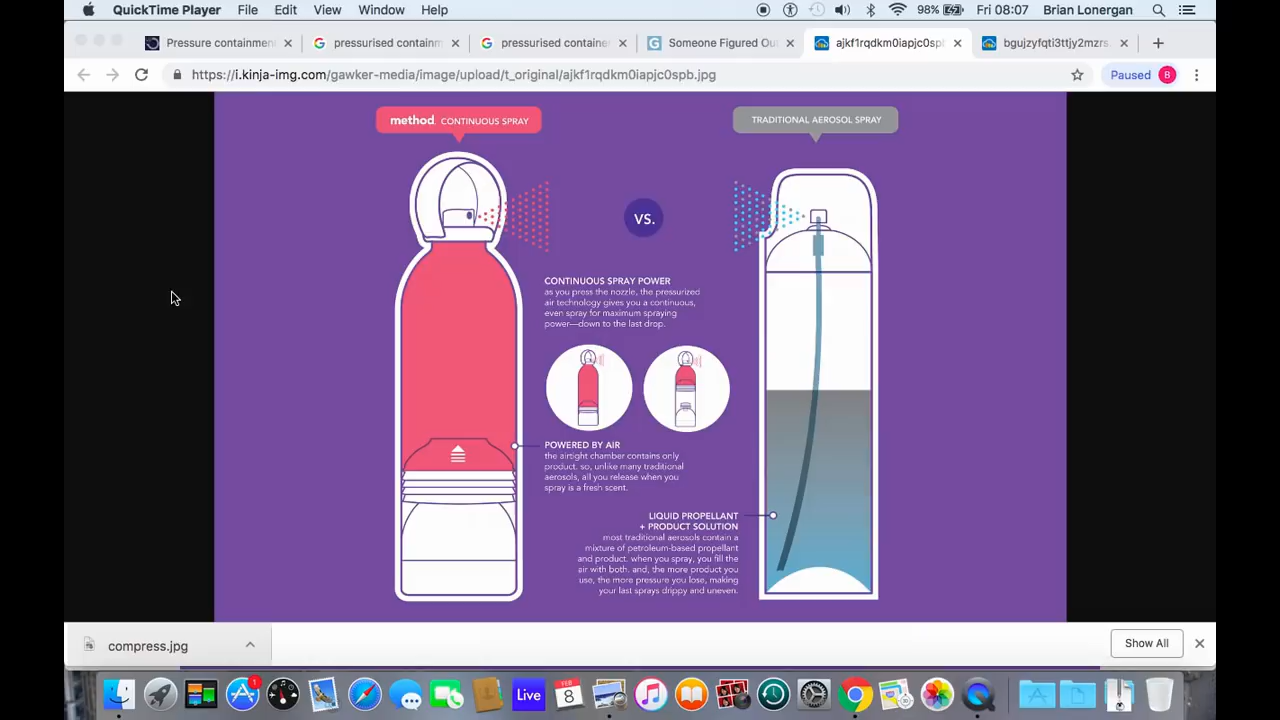 QuickTime Player File Edit View Window Help 98% Fri 08:07 Brian Lonergan
Pressure containmen
pressurised containm
pressurised containe
Someone Figured Ou
ajkf1rqdkm0iapjc0spb
bgujzyfqti3ttjy2mzrs.
https://i.kinja-img.com/gawker-media/image/upload/t_original/ajkf1rqdkm0iapjc0spb.jpg
Paused B
method. CONTINUOUS SPRAY
TRADITIONAL AEROSOL SPRAY
VS.
CONTINUOUS SPRAY POWER
as you press the nozzle, the pressurized
air technology gives you a continuous,
even spray for maximum spraying
power—down to the last drop.
POWERED BY AIR
the airtight chamber contains only
product. so, unlike many traditional
aerosols, all you release when you
spray is a fresh scent.
LIQUID PROPELLANT
+ PRODUCT SOLUTION
most traditional aerosols contain a
mixture of petroleum-based propellant
and product. when you spray, you fill the
air with both. and, the more product you
use, the more pressure you lose, making
your last sprays drippy and uneven.
compress.jpg
Show All
1
Live
FEB
8